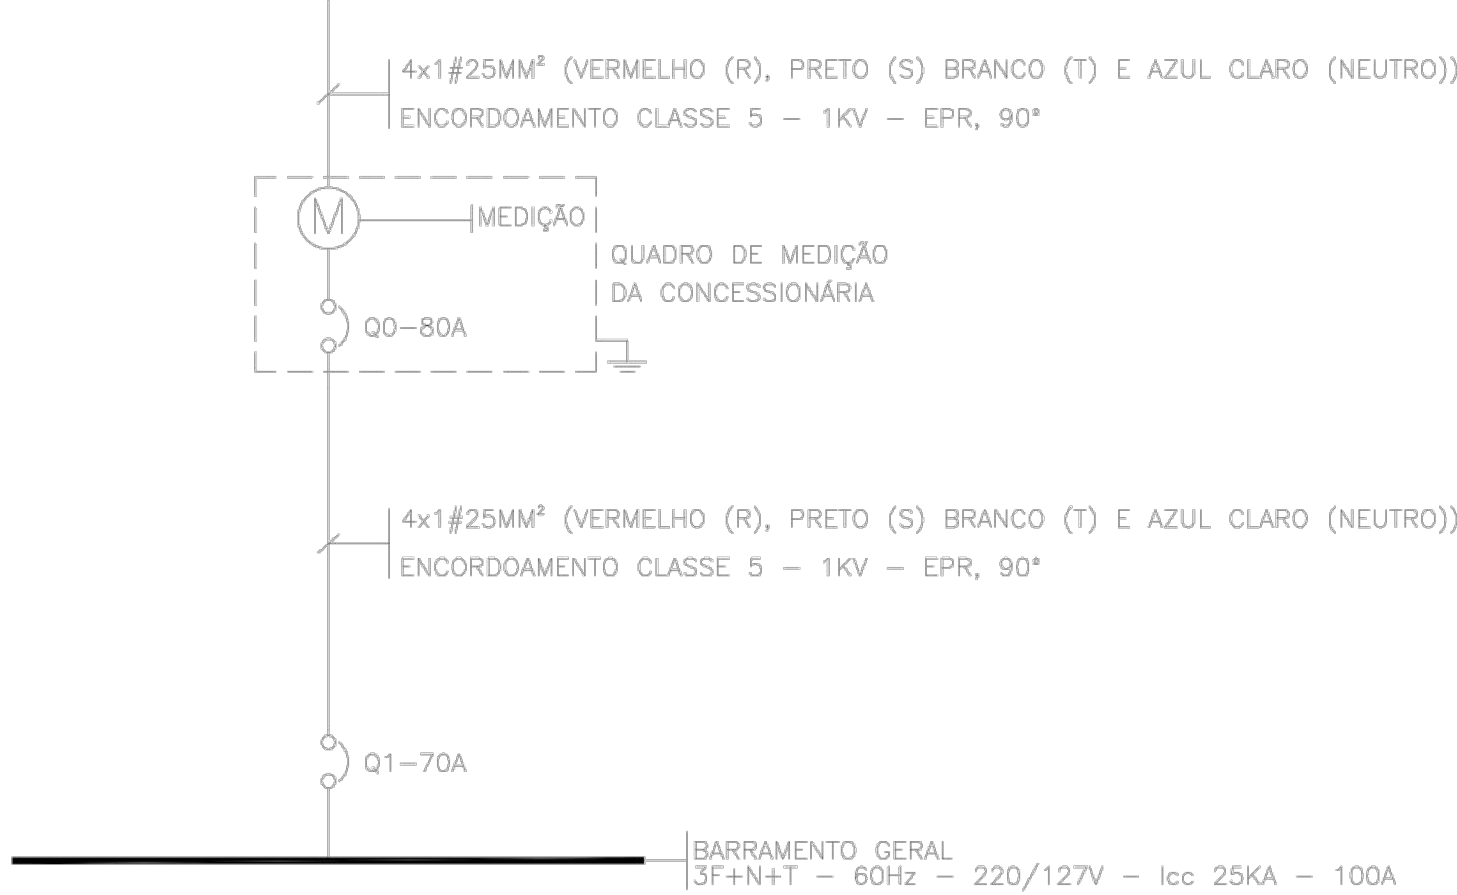 4x1#25MM² (VERMELHO (R), PRETO (S) BRANCO (T) E AZUL CLARO (NEUTRO))
ENCORDOAMENTO CLASSE 5 – 1KV – EPR, 90º
M
MEDIÇÃO
QUADRO DE MEDIÇÃO
DA CONCESSIONÁRIA
Q0–80A
4x1#25MM² (VERMELHO (R), PRETO (S) BRANCO (T) E AZUL CLARO (NEUTRO))
ENCORDOAMENTO CLASSE 5 – 1KV – EPR, 90º
Q1–70A
BARRAMENTO GERAL
3F+N+T – 60Hz – 220/127V – Icc 25KA – 100A